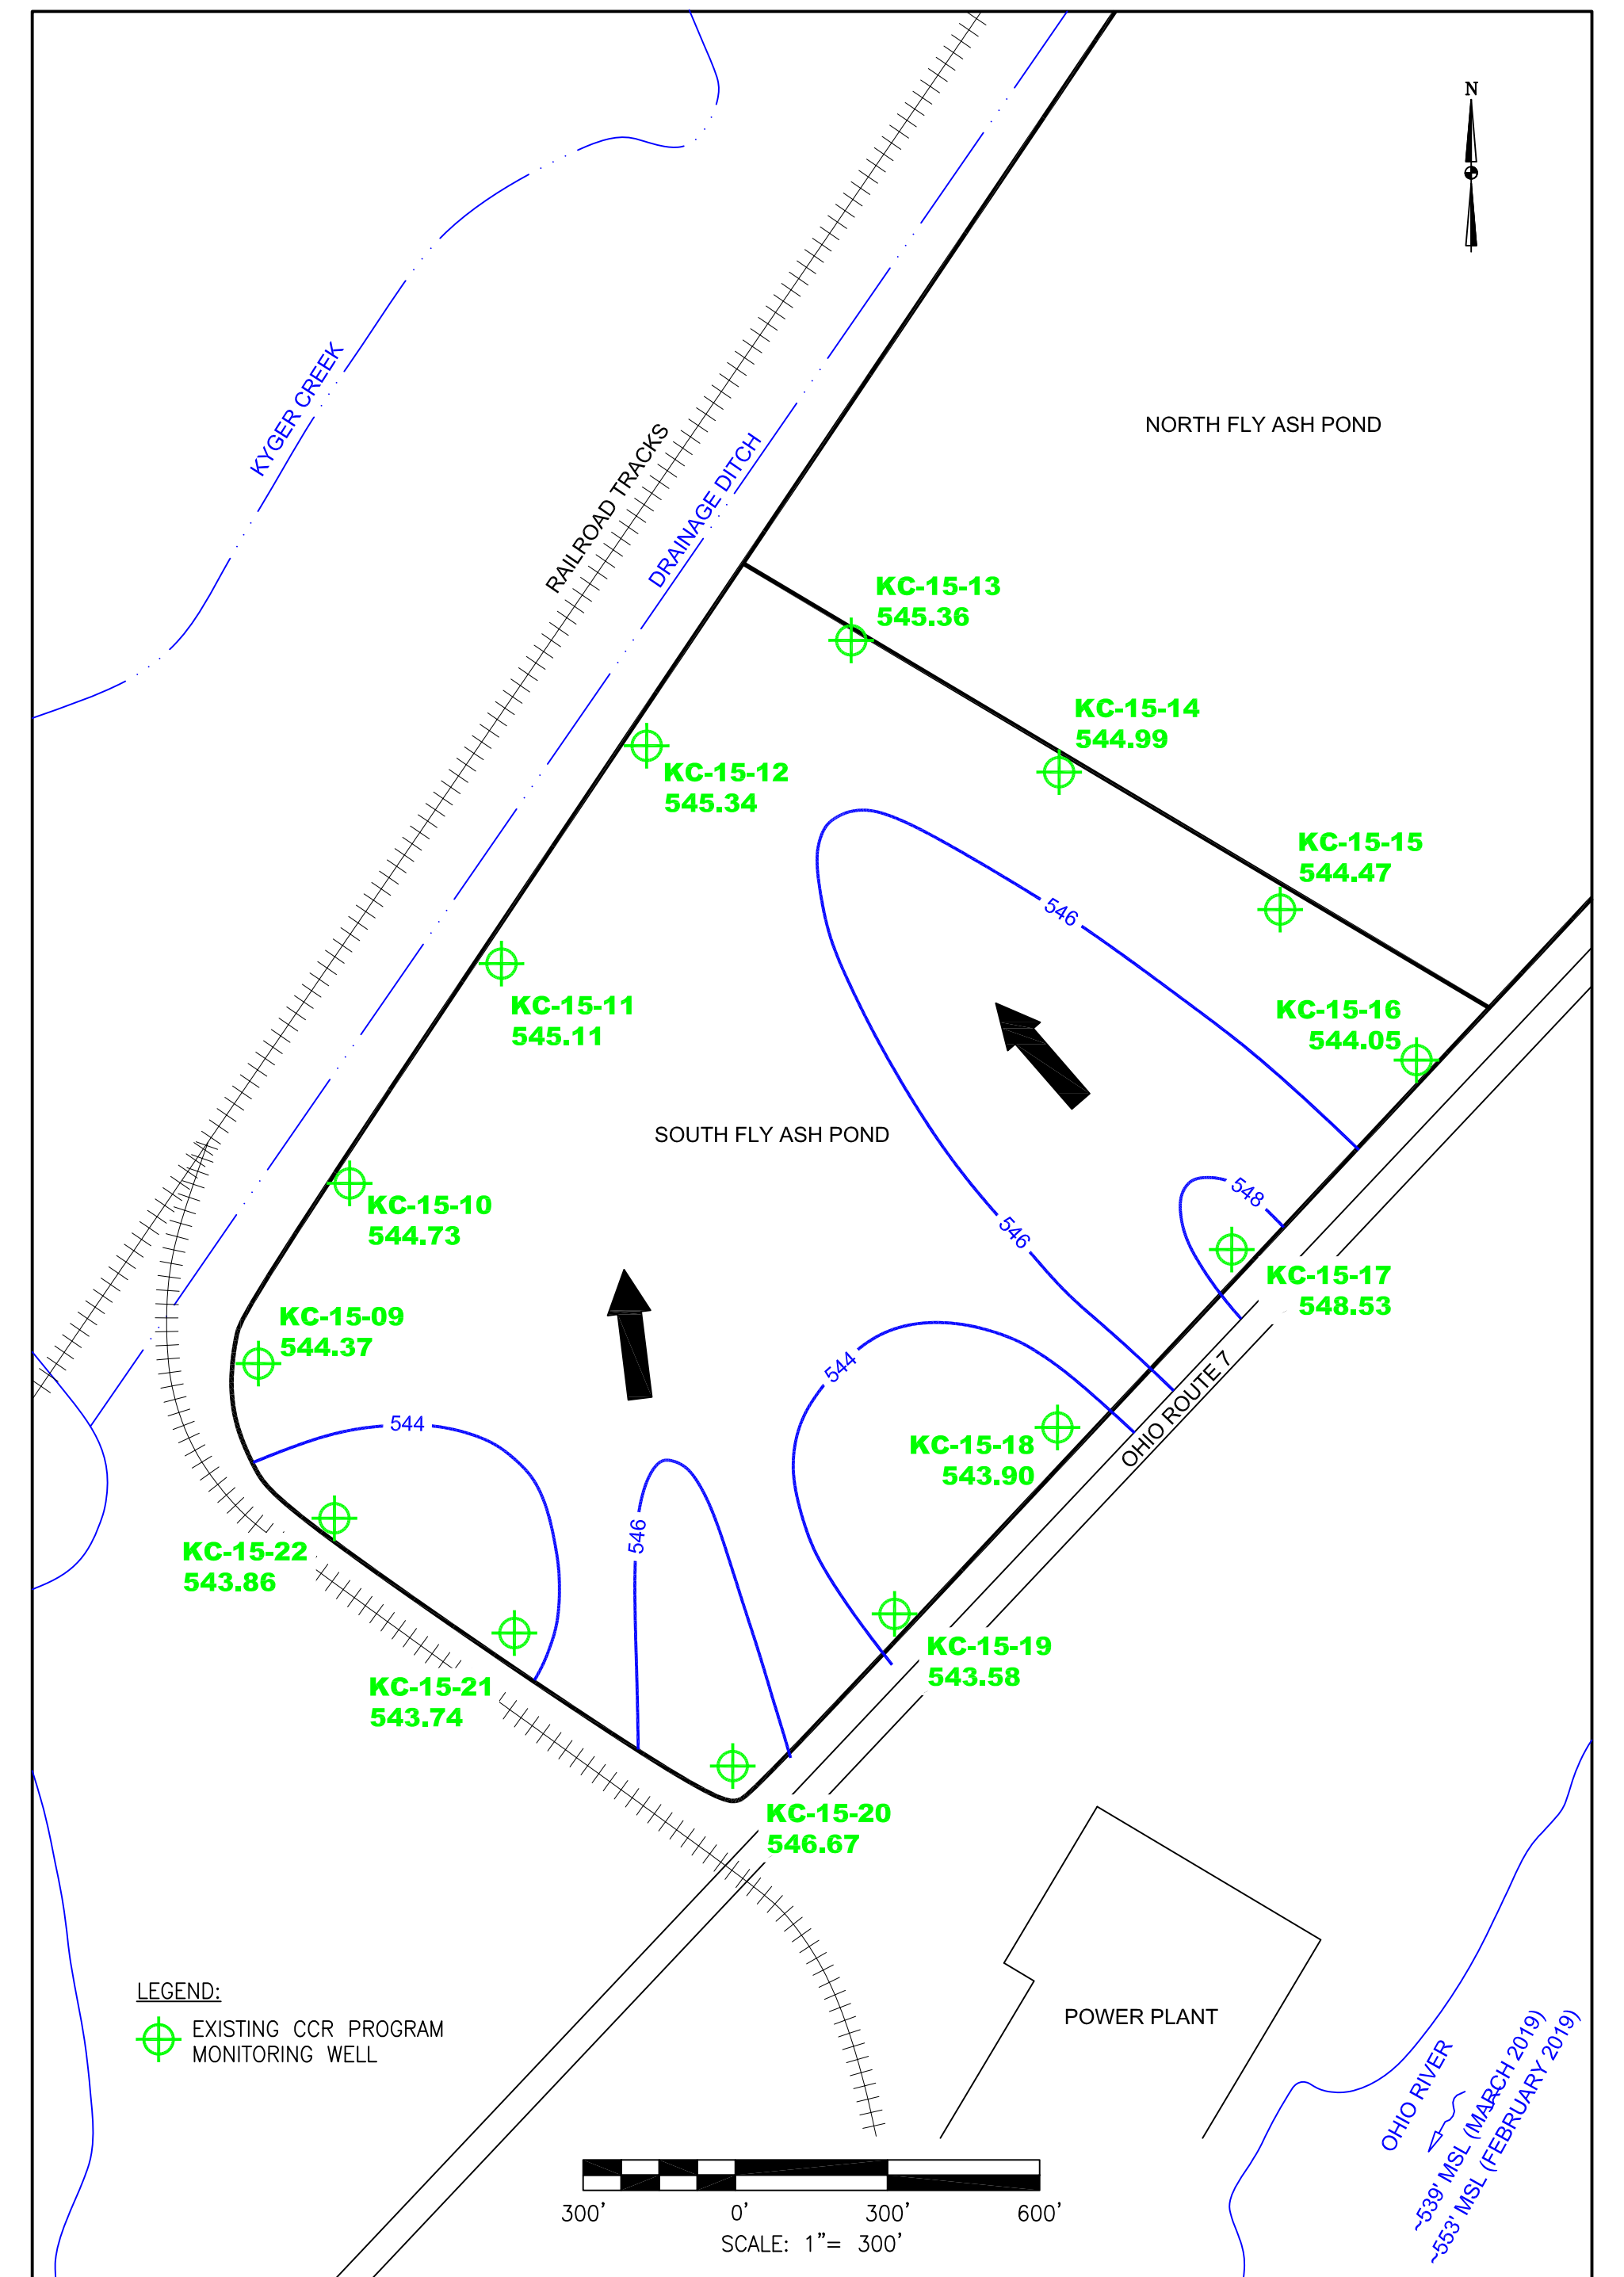 N
KYGER CREEK
RAILROAD TRACKS
DRAINAGE DITCH
NORTH FLY ASH POND
KC-15-13
545.36
KC-15-14
544.99
KC-15-12
545.34
KC-15-15
544.47
546
KC-15-11
545.11
KC-15-16
544.05
SOUTH FLY ASH POND
KC-15-10
544.73
548
546
KC-15-17
548.53
KC-15-09
544.37
544
OHIO ROUTE 7
544
KC-15-18
543.90
546
KC-15-22
543.86
KC-15-19
543.58
KC-15-21
543.74
KC-15-20
546.67
LEGEND:
EXISTING CCR PROGRAM
MONITORING WELL
POWER PLANT
OHIO RIVER
~539' MSL (MARCH 2019)
~553' MSL (FEBRUARY 2019)
300' 0' 300' 600'
SCALE: 1"= 300'